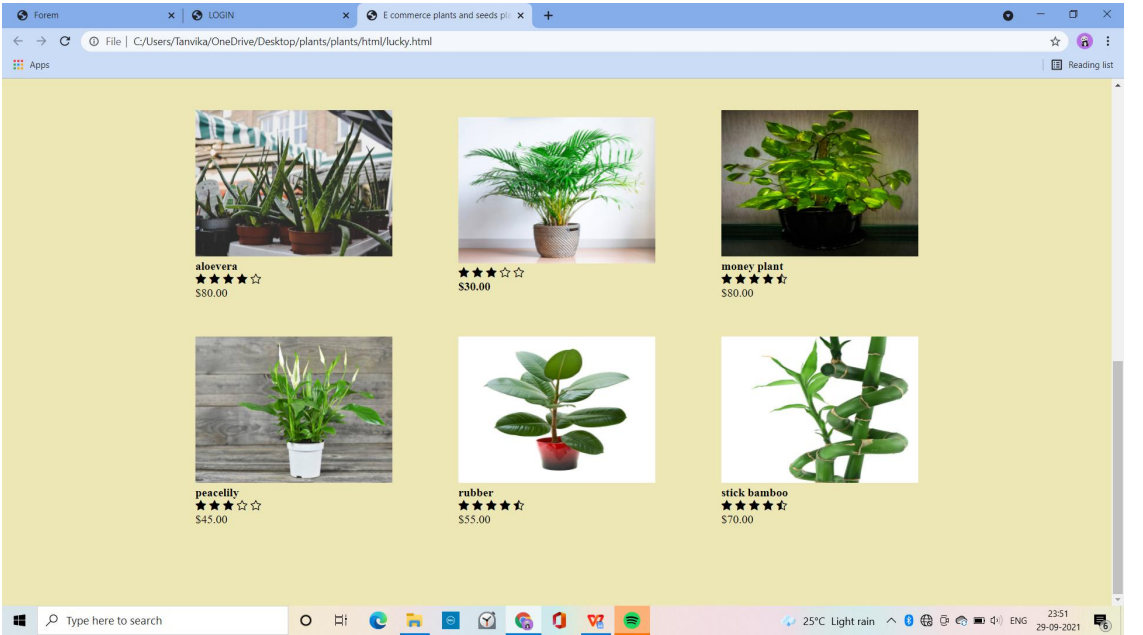 Forem
LOGIN
E commerce plants and seeds pla
File | C:/Users/Tanvika/OneDrive/Desktop/plants/plants/html/lucky.html
Apps
Reading list
aloevera
$80.00
$30.00
money plant
$80.00
peacelily
$45.00
rubber
$55.00
stick bamboo
$70.00
Type here to search
25°C Light rain
ENG
23:51
29-09-2021
6